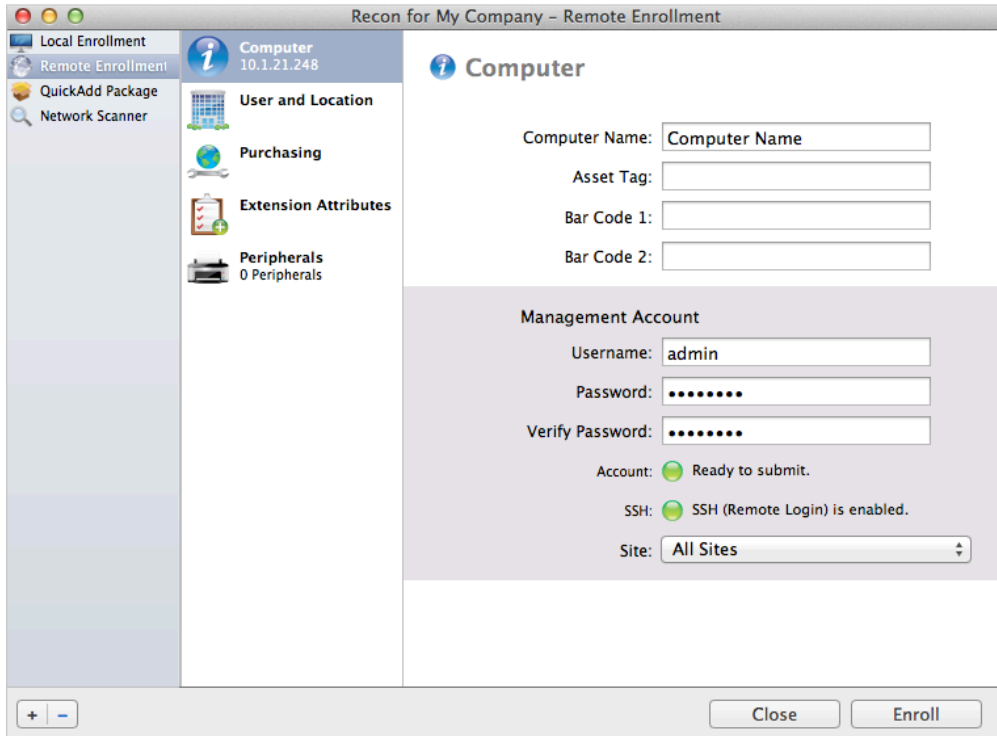 Recon for My Company – Remote Enrollment
Local Enrollment
Remote Enrollment
QuickAdd Package
Network Scanner
Computer
10.1.21.248
User and Location
Purchasing
Extension Attributes
Peripherals
0 Peripherals
Computer
Computer Name: Computer Name
Asset Tag:
Bar Code 1:
Bar Code 2:
Management Account
Username: admin
Password: ••••••••
Verify Password: ••••••••
Account: Ready to submit.
SSH: SSH (Remote Login) is enabled.
Site: All Sites
+ −
Close
Enroll